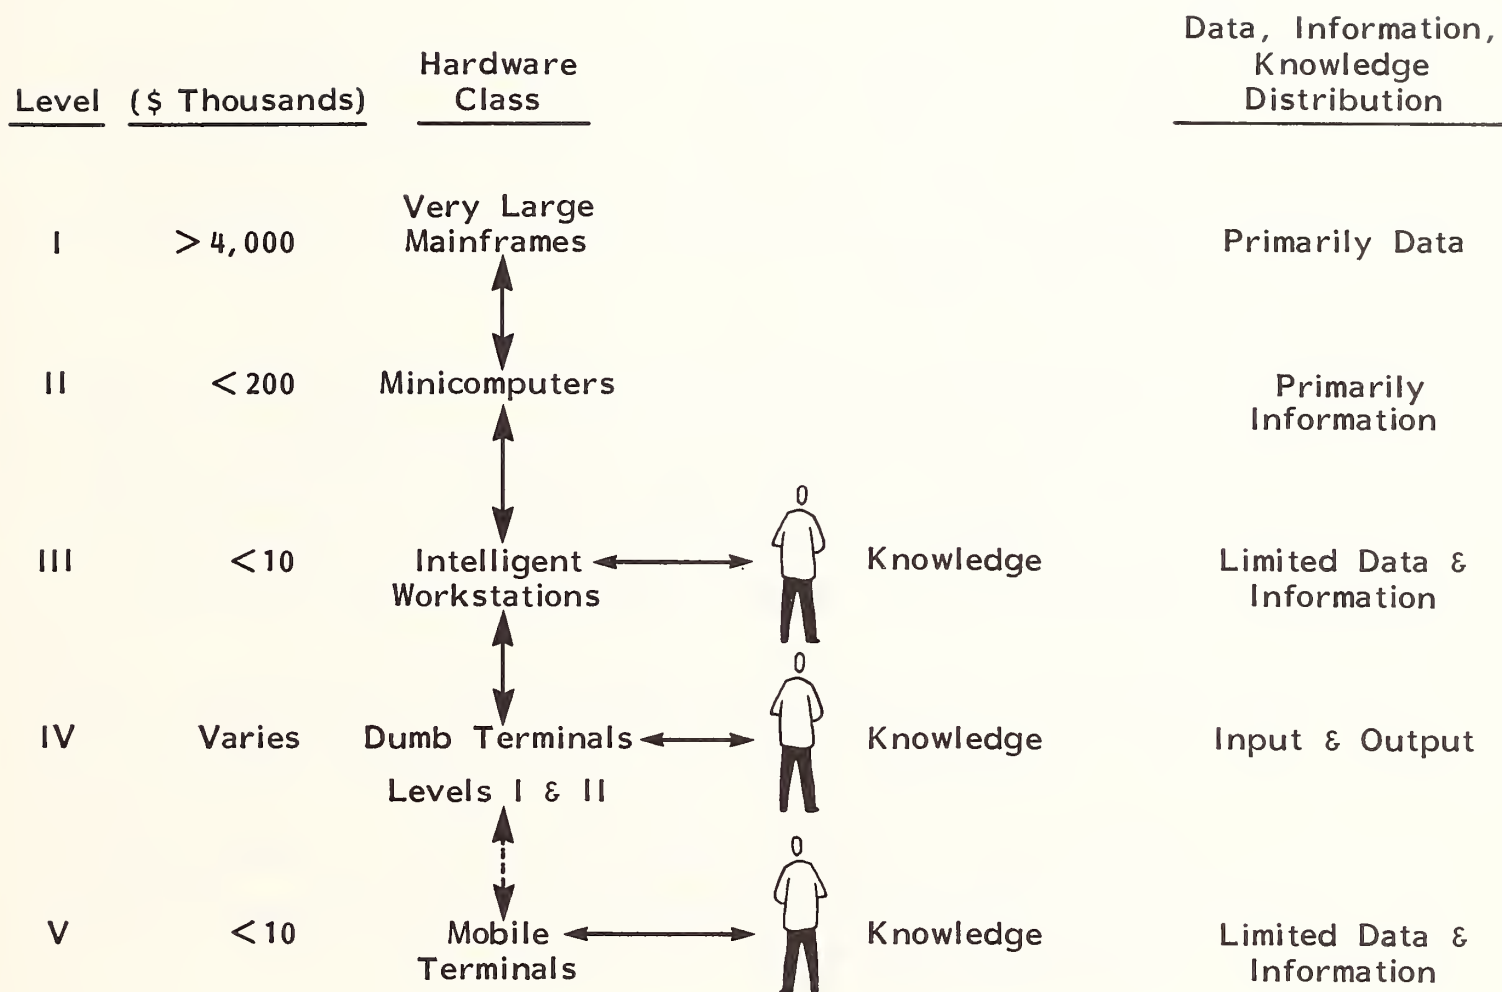 Level ($ Thousands) Hardware Class Data, Information, Knowledge Distribution
I > 4,000 Very Large Mainframes Primarily Data
II < 200 Minicomputers Primarily Information
III < 10 Intelligent Workstations Knowledge Limited Data & Information
IV Varies Dumb Terminals Knowledge Input & Output
Levels I & II
V < 10 Mobile Terminals Knowledge Limited Data & Information